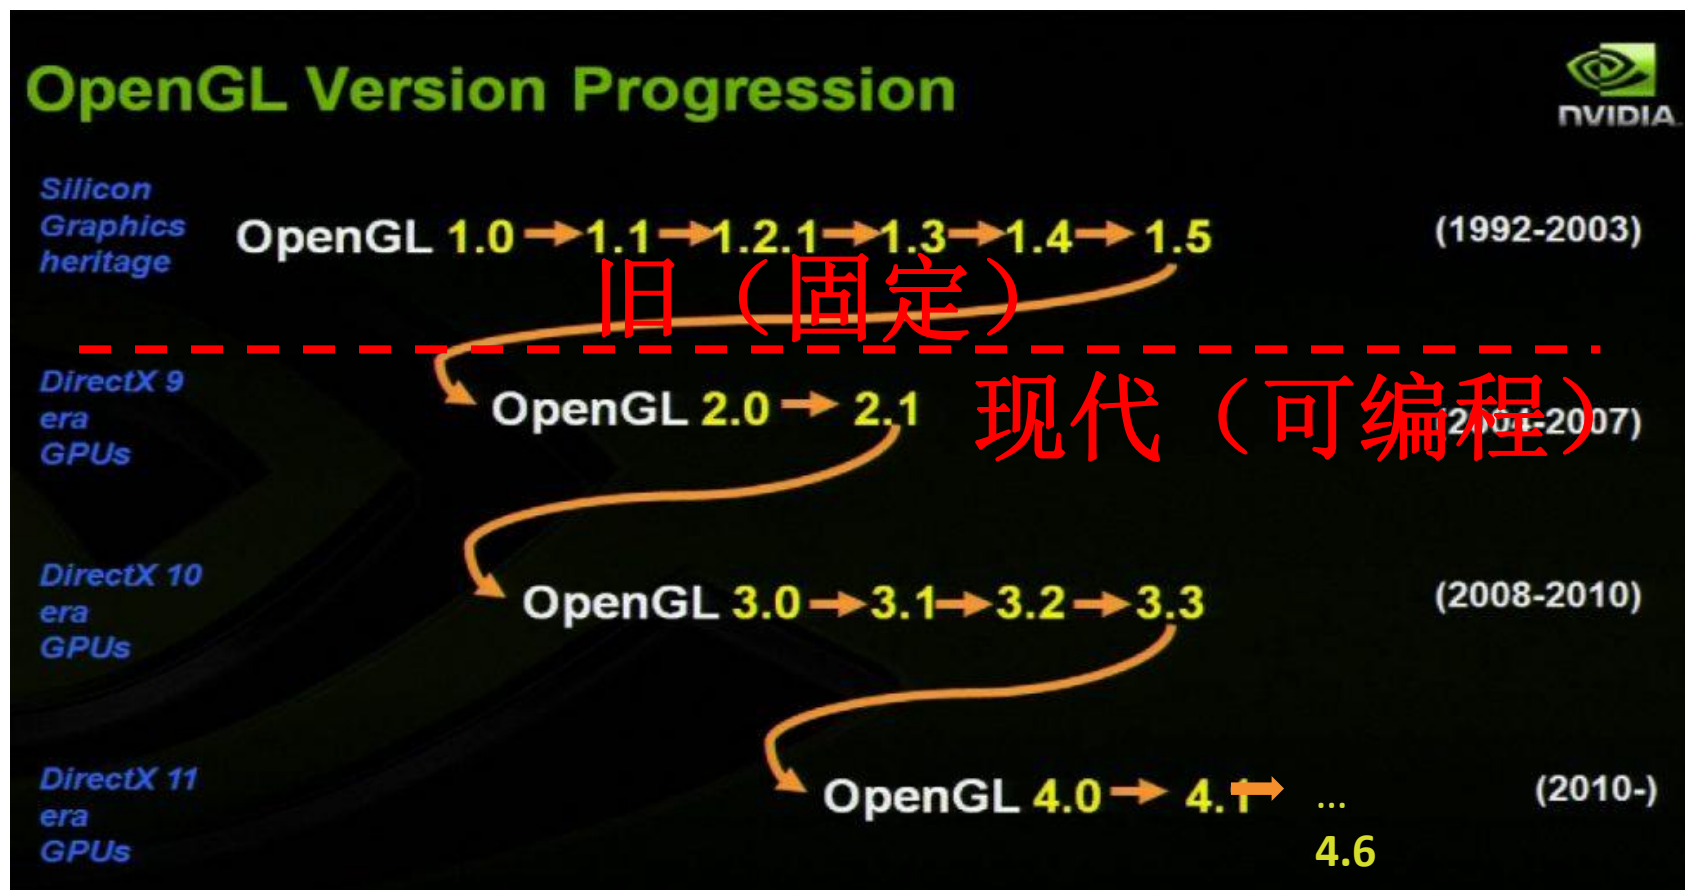 OpenGL Version Progression
NVIDIA
Silicon
Graphics
heritage
OpenGL 1.0 → 1.1 → 1.2.1 → 1.3 → 1.4 → 1.5
(1992-2003)
旧（固定）
DirectX 9
era
GPUs
OpenGL 2.0 → 2.1
现代（可编程）
(2004-2007)
DirectX 10
era
GPUs
OpenGL 3.0 → 3.1 → 3.2 → 3.3
(2008-2010)
DirectX 11
era
GPUs
OpenGL 4.0 → 4.1 → ...
4.6
(2010-)